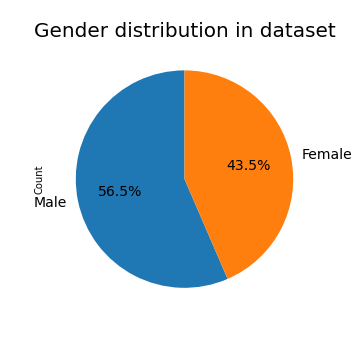 Gender distribution in dataset
Female
43.5%
Count
56.5%
Male